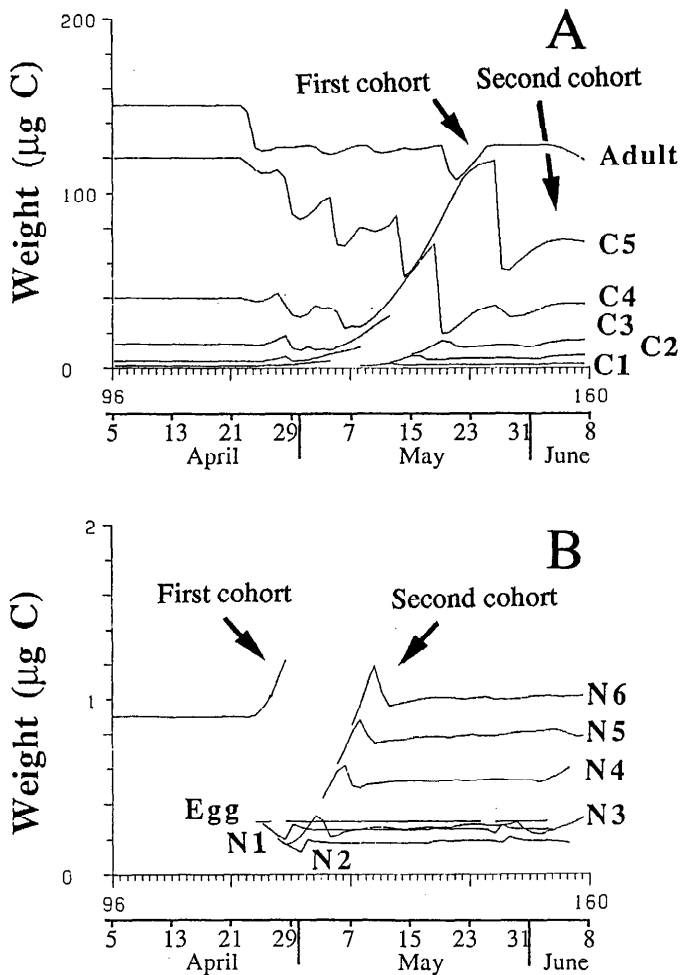 A
200
100
0
Weight (μg C)
First cohort
Second cohort
Adult
C5
C4
C3
C2
C1
96
160
5 13 21 29 7 15 23 31 8
April May June
B
2
1
0
Weight (μg C)
First cohort
Second cohort
N6
N5
N4
N3
Egg
N1
N2
96
160
5 13 21 29 7 15 23 31 8
April May June